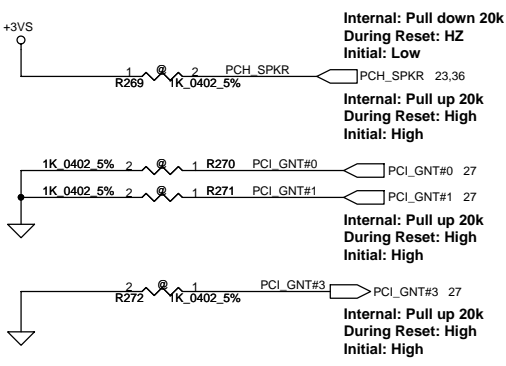 Internal: Pull down 20k
During Reset: HZ
Initial: Low
+3VS
1 @ 2 PCH_SPKR
R269 1K_0402_5%
PCH_SPKR 23,36
Internal: Pull up 20k
During Reset: High
Initial: High
1K_0402_5% 2 @ 1 R270 PCI_GNT#0
PCI_GNT#0 27
1K_0402_5% 2 @ 1 R271 PCI_GNT#1
PCI_GNT#1 27
Internal: Pull up 20k
During Reset: High
Initial: High
2 @ 1 PCI_GNT#3
R272 1K_0402_5%
PCI_GNT#3 27
Internal: Pull up 20k
During Reset: High
Initial: High